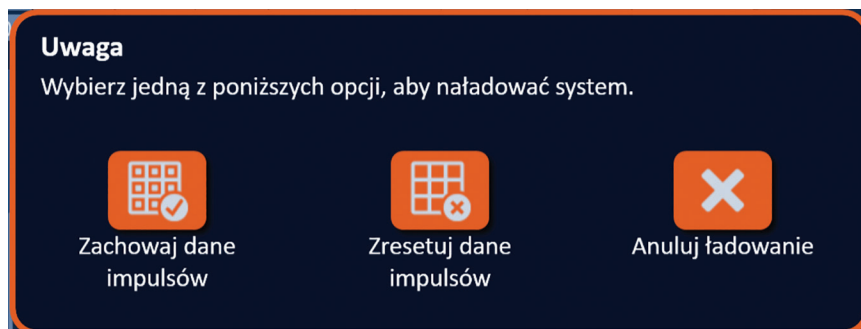 Uwaga
Wybierz jedną z poniższych opcji, aby naładować system.
Zachowaj dane
impulsów
Zresetuj dane
impulsów
Anuluj ładowanie